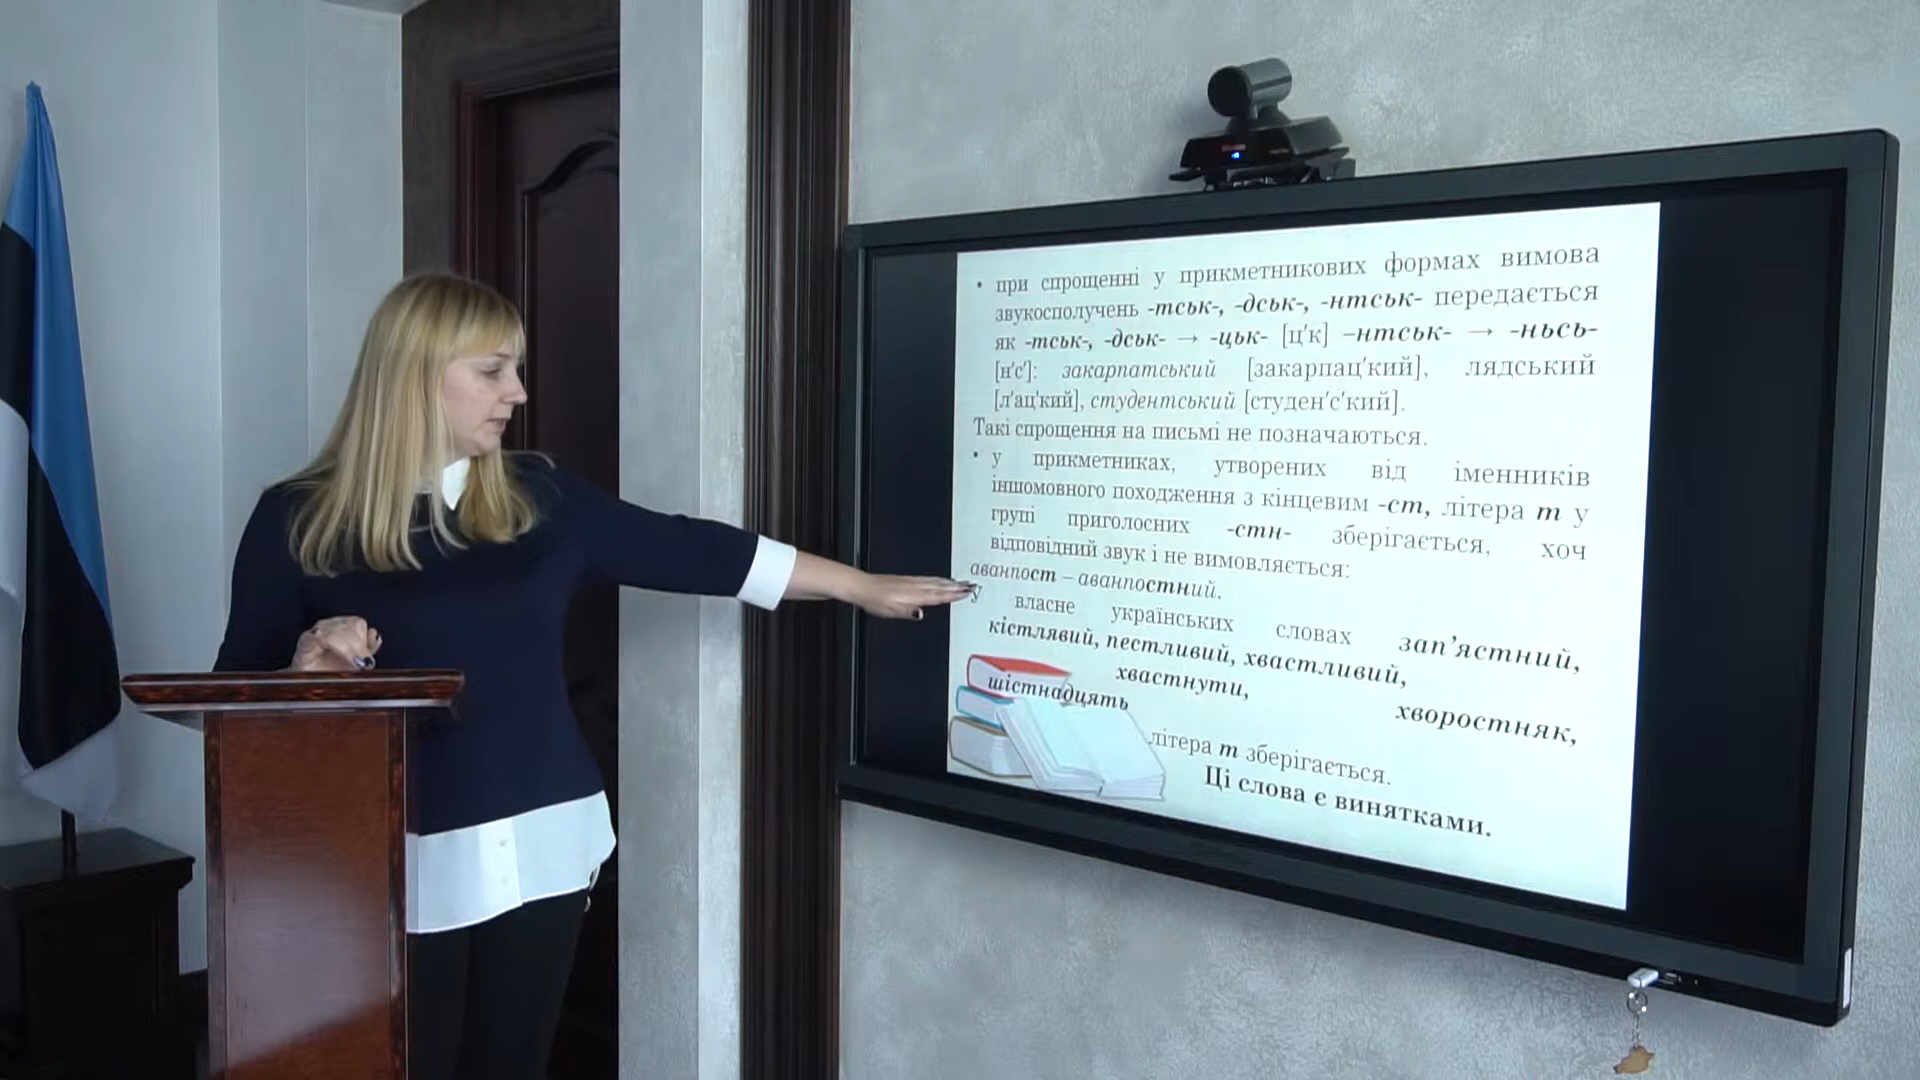 • при спрощенні у прикметникових формах вимова
звукосполучень -тськ-, -дськ-, -нтськ- передається
як -тськ-, -дськ- → -цьк- [ц′к] –нтськ- → -ньсь-
[н′с′]: закарпатський [закарпац′кий], лядський
[л′ац′кий], студентський [студен′с′кий].
Такі спрощення на письмі не позначаються.
• у прикметниках, утворених від іменників
іншомовного походження з кінцевим -ст, літера т у
групі приголосних -стн- зберігається, хоч
відповідний звук і не вимовляється:
аванпост – аванпостний.
У власне українських словах зап’ястний,
кістлявий, пестливий, хвастливий,
хвастнути, хворостняк,
шістнадцять
літера т зберігається.
Ці слова є винятками.